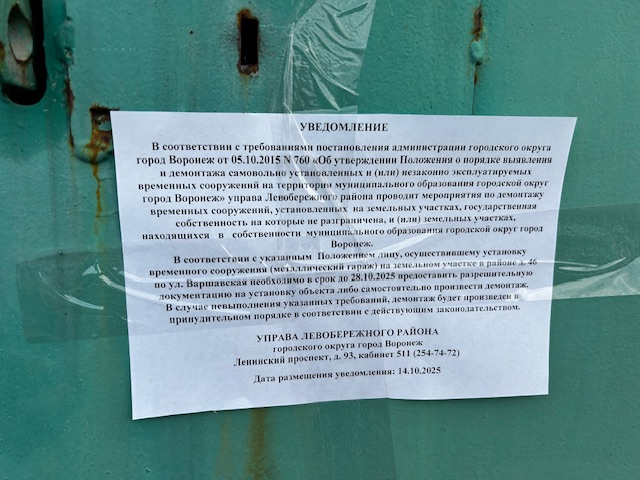 УВЕДОМЛЕНИЕ
В соответствии с требованиями постановления администрации городского округа
город Воронеж от 05.10.2015 N 760 «Об утверждении Положения о порядке выявления
и демонтажа самовольно установленных и (или) незаконно эксплуатируемых
временных сооружений на территории муниципального образования городской округ
город Воронеж» управа Левобережного района проводит мероприятия по демонтажу
временных сооружений, установленных на земельных участках, государственная
собственность на которые не разграничена, и (или) земельных участках,
находящихся в собственности муниципального образования городской округ город
Воронеж.
В соответствии с указанным Положением лицу, осуществившему установку
временного сооружения (металлический гараж) на земельном участке в районе д. 46
по ул. Варшавская необходимо в срок до 28.10.2025 предоставить разрешительную
документацию на установку объекта либо самостоятельно произвести демонтаж.
В случае невыполнения указанных требований, демонтаж будет произведен в
принудительном порядке в соответствии с действующим законодательством.
УПРАВА ЛЕВОБЕРЕЖНОГО РАЙОНА
городского округа город Воронеж
Ленинский проспект, д. 93, кабинет 511 (254-74-72)
Дата размещения уведомления: 14.10.2025